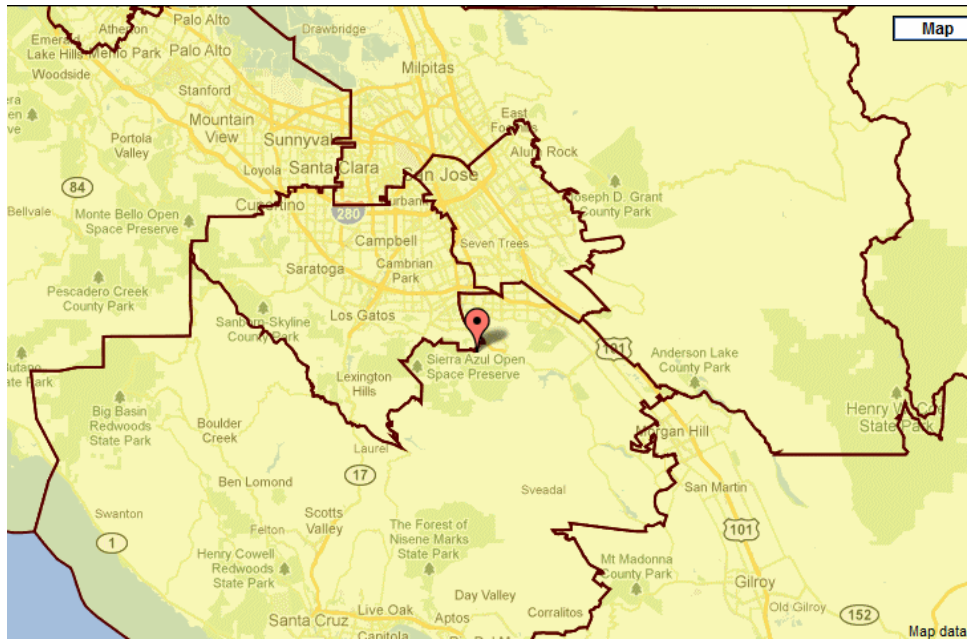 Map
Palo Alto
Atherton
Emerald
Lake Hills
Menlo Park
Woodside
Palo Alto
Drawbridge
Milpitas
Stanford
Mountain
View
Sunnyval
Portola
Valley
Loyola
Santa Clara
East
Foothills
Alum Rock
San Jose
84
Bellvale
Cupertino
280
Burbank
Joseph D. Grant
County Park
Monte Bello Open
Space Preserve
Campbell
Seven Trees
Saratoga
Cambrian
Park
Pescadero Creek
County Park
Sanborn-Skyline
County Park
Los Gatos
101
Anderson Lake
County Park
Butano
State Park
Lexington
Hills
Sierra Azul Open
Space Preserve
Big Basin
Redwoods
State Park
Boulder
Creek
Henry W. Coe
State Park
Morgan Hill
Laurel
17
Ben Lomond
Sveadal
San Martin
Swanton
Scotts
Valley
Felton
1
The Forest of
Nisene Marks
State Park
101
Henry Cowell
Redwoods
State Park
Mt Madonna
County Park
Gilroy
Day Valley
Live Oak
Aptos
Corralitos
Old Gilroy
152
Santa Cruz
Capitola
Map data